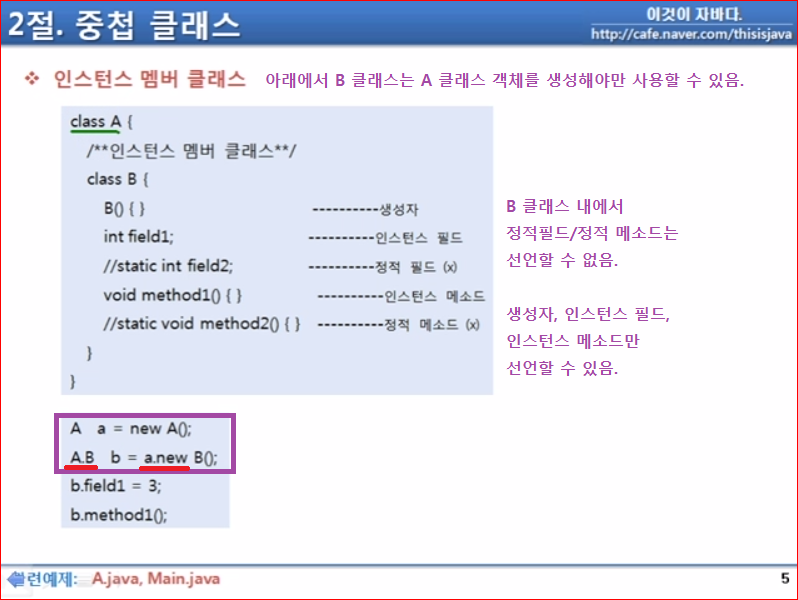 2절. 중첩 클래스
이것이 자바다.
http://cafe.naver.com/thisisjava
❖ 인스턴스 멤버 클래스 아래에서 B 클래스는 A 클래스 객체를 생성해야만 사용할 수 있음.
class A {
/**인스턴스 멤버 클래스**/
class B {
B() { } ----------생성자
int field1; ----------인스턴스 필드
//static int field2; ----------정적 필드 (x)
void method1() { } ----------인스턴스 메소드
//static void method2() { } ----------정적 메소드 (x)
}
}
B 클래스 내에서
정적필드/정적 메소드는
선언할 수 없음.
생성자, 인스턴스 필드,
인스턴스 메소드만
선언할 수 있음.
A a = new A();
A.B b = a.new B();
b.field1 = 3;
b.method1();
련예제: A.java, Main.java
5